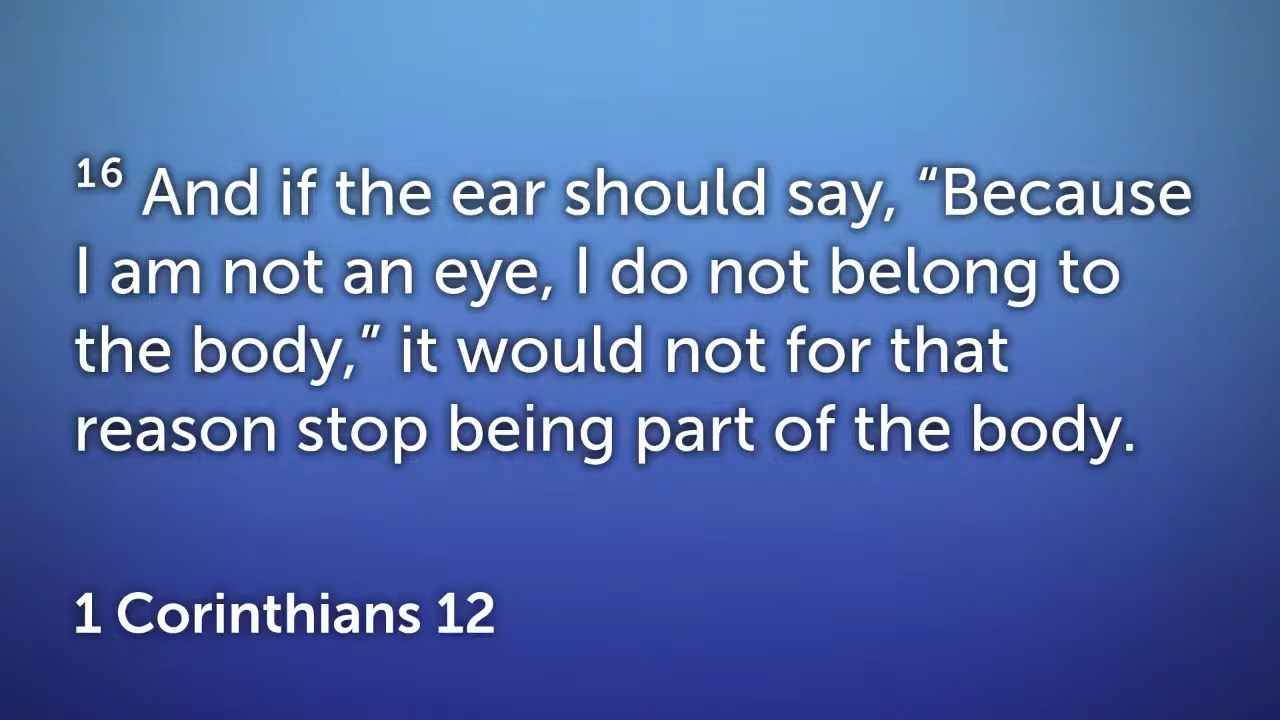 16 And if the ear should say, “Because
I am not an eye, I do not belong to
the body,” it would not for that
reason stop being part of the body.
1 Corinthians 12